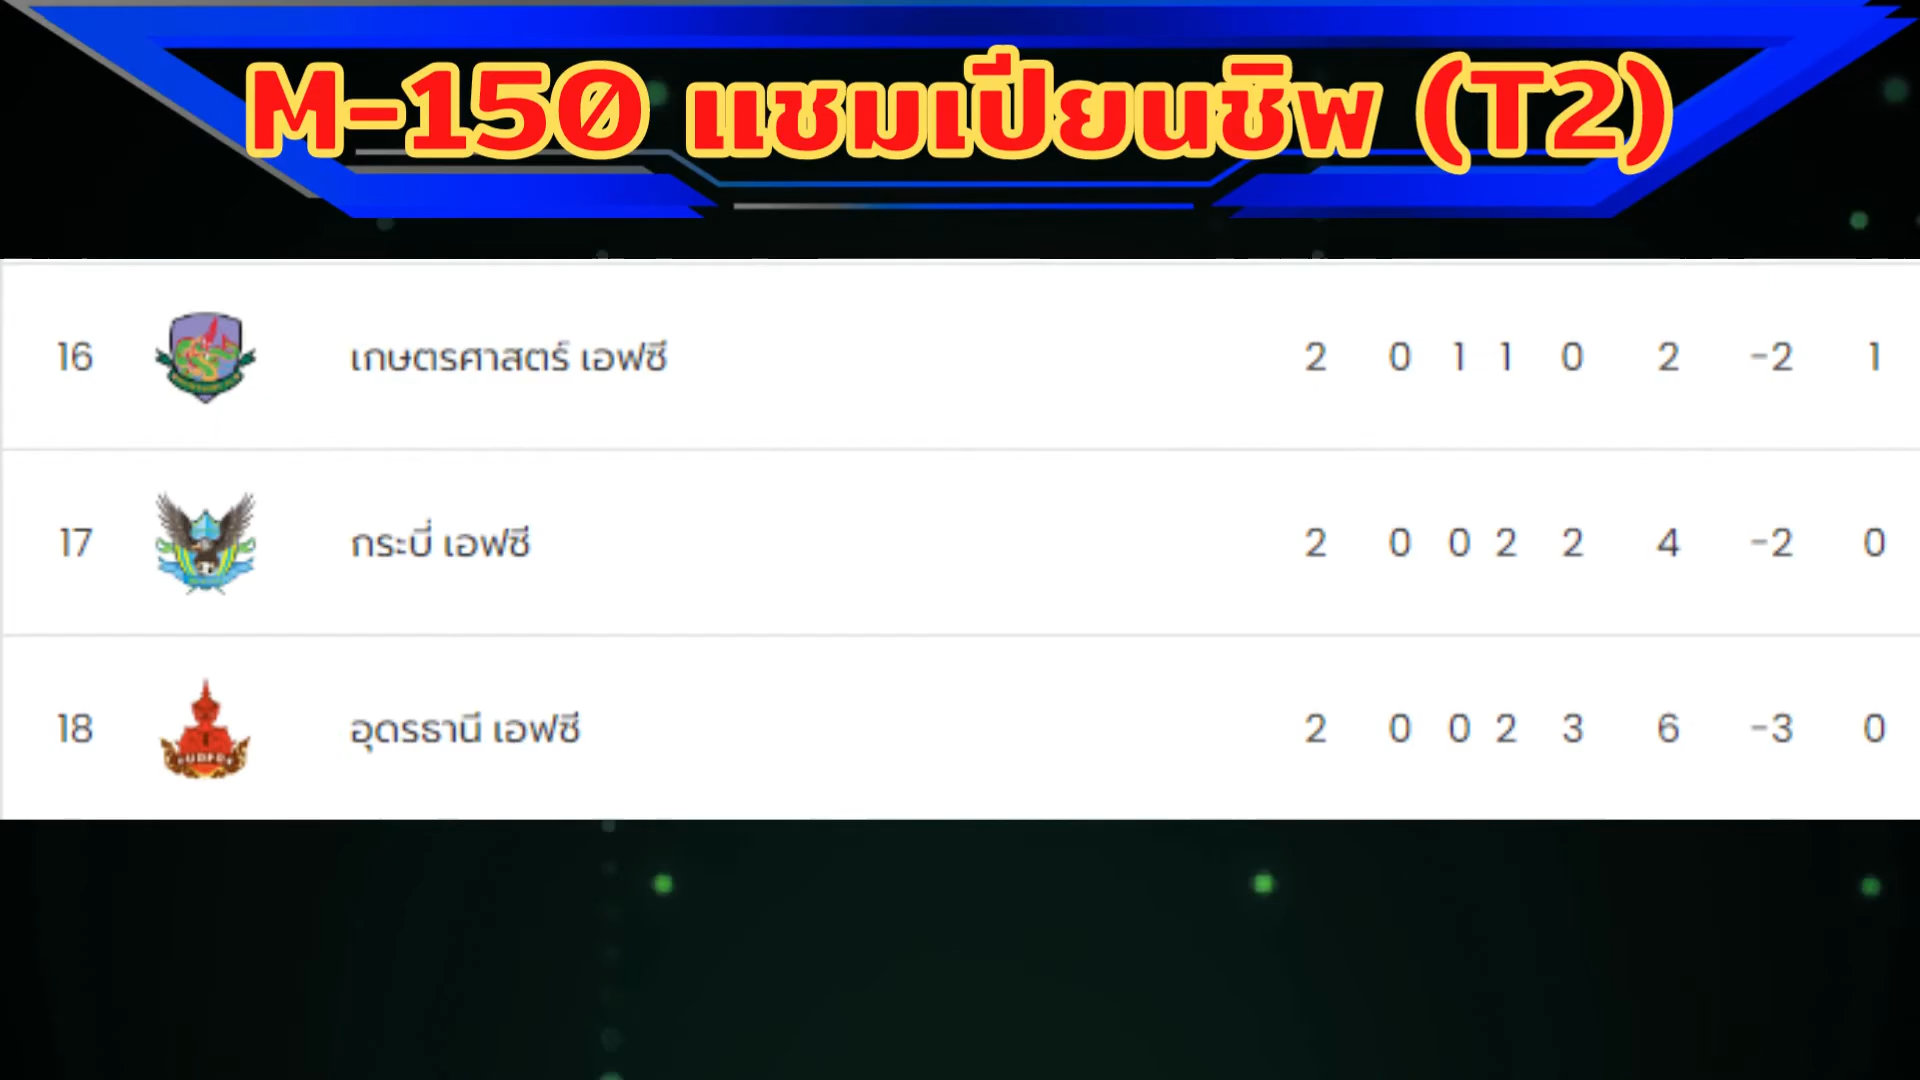 M-150 แชมเปียนชิพ (T2)
16 เกษตรศาสตร์ เอฟซี 2 0 1 1 0 2 -2 1
17 กระบี่ เอฟซี 2 0 0 2 2 4 -2 0
18 อุดรธานี เอฟซี 2 0 0 2 3 6 -3 0